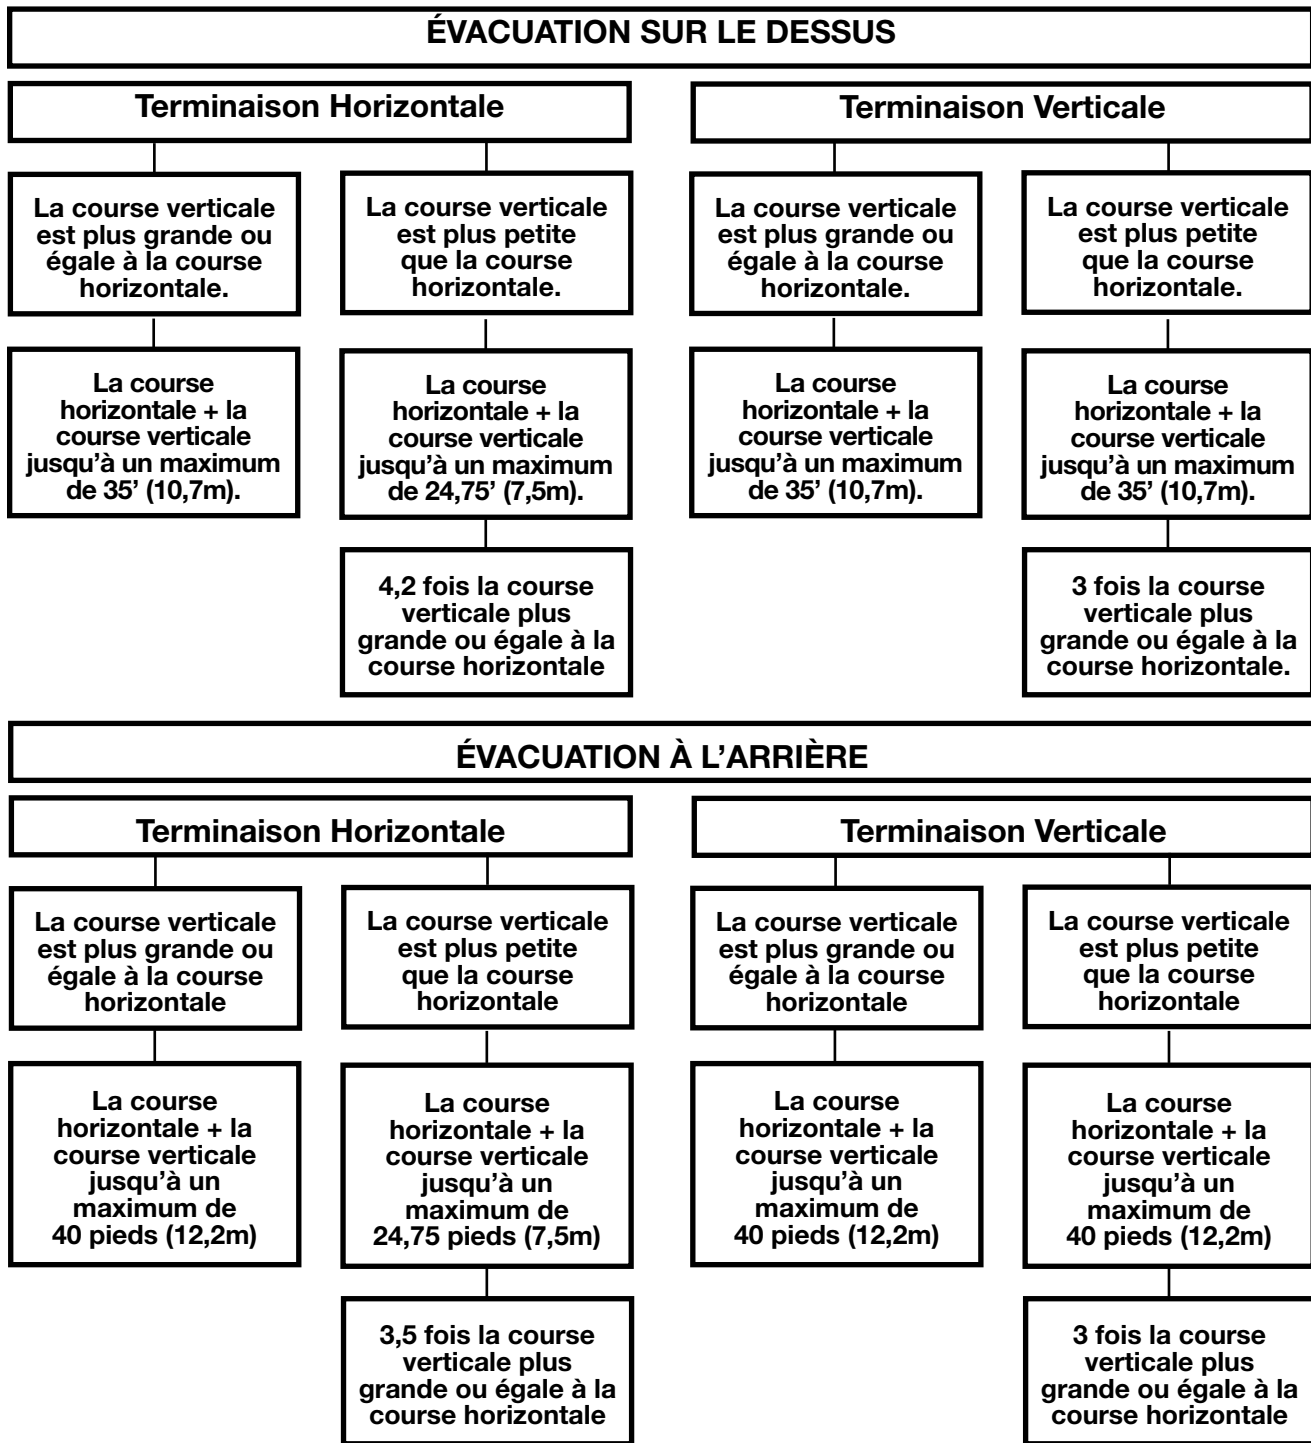 ÉVACUATION SUR LE DESSUS
Terminaison Horizontale
La course verticale
est plus grande ou
égale à la course
horizontale.
La course
horizontale + la
course verticale
jusqu'à un maximum
de 35’ (10,7m).
La course verticale
est plus petite
que la course
horizontale.
La course
horizontale + la
course verticale
jusqu'à un maximum
de 24,75’ (7,5m).
4,2 fois la course
verticale plus
grande ou égale à la
course horizontale
Terminaison Verticale
La course verticale
est plus grande ou
égale à la course
horizontale.
La course
horizontale + la
course verticale
jusqu'à un maximum
de 35’ (10,7m).
La course verticale
est plus petite
que la course
horizontale.
La course
horizontale + la
course verticale
jusqu'à un maximum
de 35’ (10,7m).
3 fois la course
verticale plus
grande ou égale à la
course horizontale.
ÉVACUATION À L’ARRIÈRE
Terminaison Horizontale
La course verticale
est plus grande ou
égale à la course
horizontale
La course
horizontale + la
course verticale
jusqu'à un
maximum de
40 pieds (12,2m)
La course verticale
est plus petite
que la course
horizontale
La course
horizontale + la
course verticale
jusqu'à un
maximum de
24,75 pieds (7,5m)
3,5 fois la course
verticale plus
grande ou égale à la
course horizontale
Terminaison Verticale
La course verticale
est plus grande ou
égale à la course
horizontale
La course
horizontale + la
course verticale
jusqu'à un
maximum de
40 pieds (12,2m)
La course verticale
est plus petite
que la course
horizontale
La course
horizontale + la
course verticale
jusqu'à un
maximum de
40 pieds (12,2m)
3 fois la course
verticale plus
grande ou égale à la
course horizontale